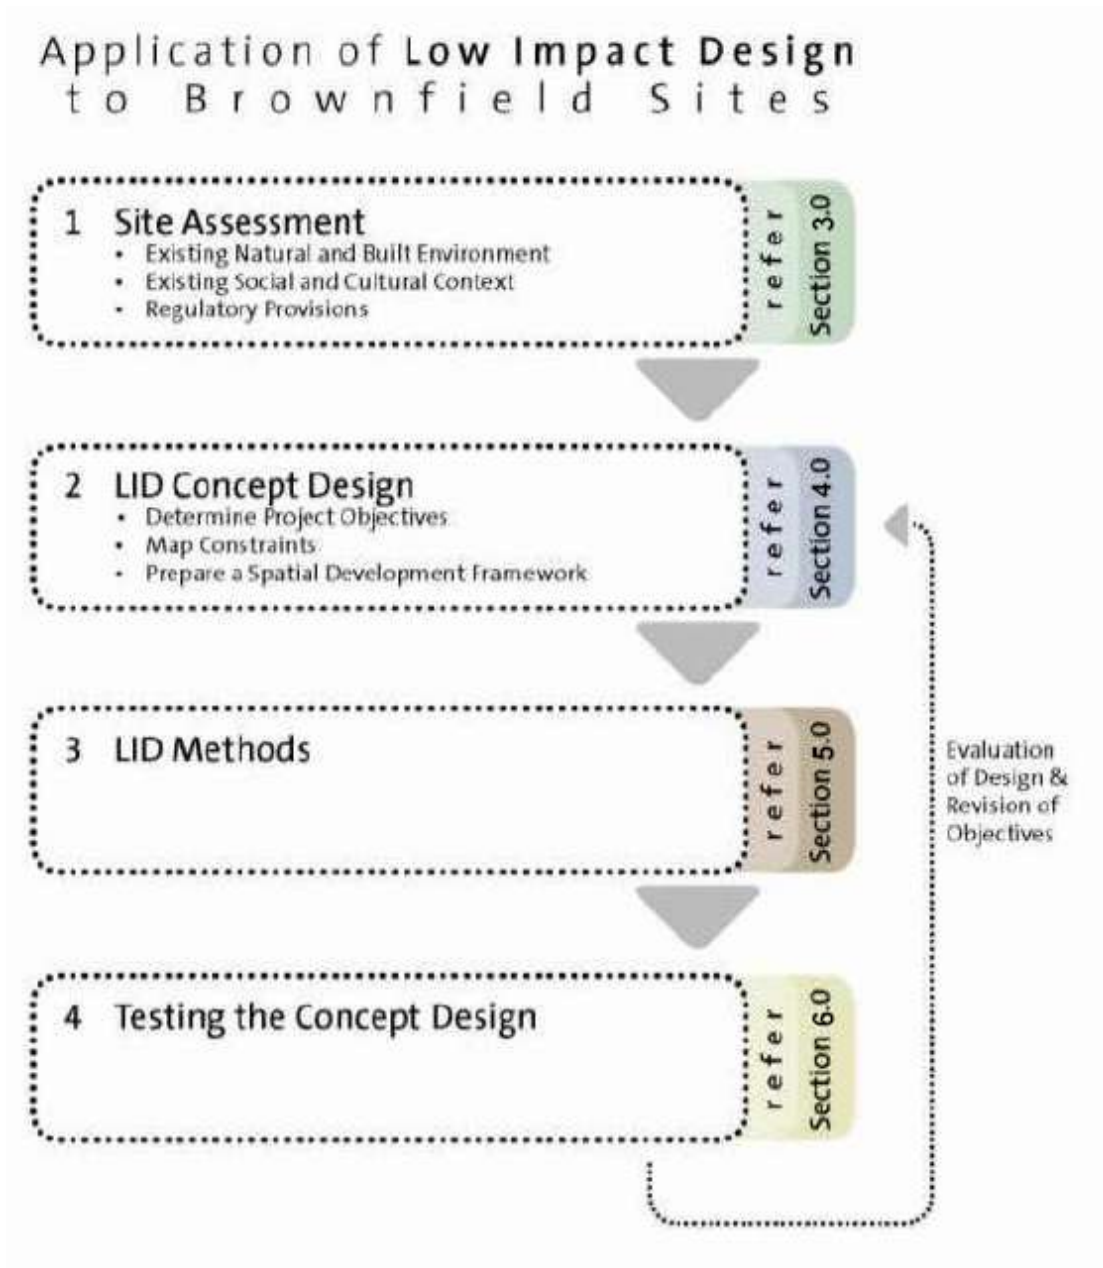 Application of Low Impact Design
to Brownfield Sites
1 Site Assessment
• Existing Natural and Built Environment
• Existing Social and Cultural Context
• Regulatory Provisions
refer
Section 3.0
2 LID Concept Design
• Determine Project Objectives
• Map Constraints
• Prepare a Spatial Development Framework
refer
Section 4.0
3 LID Methods
refer
Section 5.0
Evaluation
of Design &
Revision of
Objectives
4 Testing the Concept Design
refer
Section 6.0